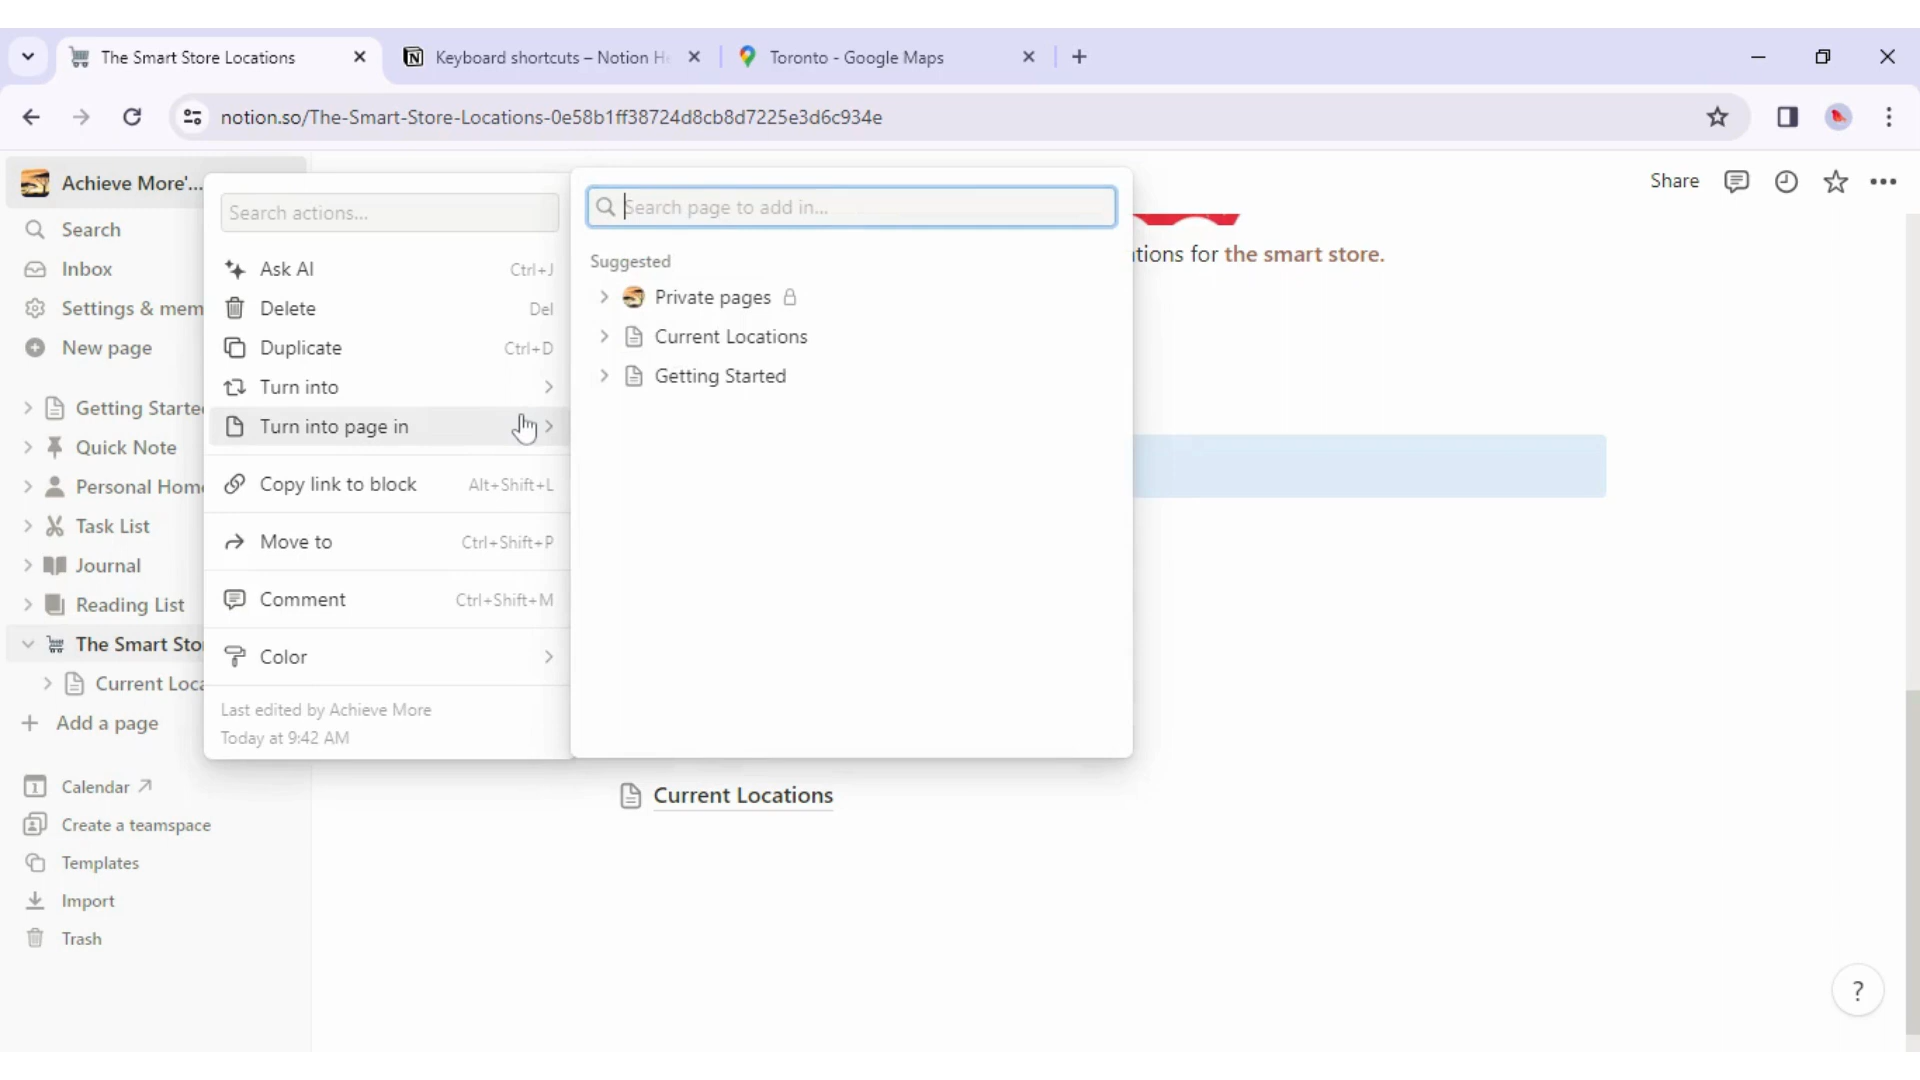 The Smart Store Locations
Keyboard shortcuts – Notion He
Toronto - Google Maps
notion.so/The-Smart-Store-Locations-0e58b1ff38724d8cb8d7225e3d6c934e
Achieve More'...
Search
Inbox
Settings & mem
New page
Getting Starte
Quick Note
Personal Hom
Task List
Journal
Reading List
The Smart Sto
Current Loca
Add a page
Calendar
Create a teamspace
Templates
Import
Trash
Search actions...
Ask AI Ctrl+J
Delete Del
Duplicate Ctrl+D
Turn into
Turn into page in
Copy link to block Alt+Shift+L
Move to Ctrl+Shift+P
Comment Ctrl+Shift+M
Color
Last edited by Achieve More
Today at 9:42 AM
Search page to add in...
Suggested
Private pages
Current Locations
Getting Started
Share
tions for the smart store.
Current Locations
?